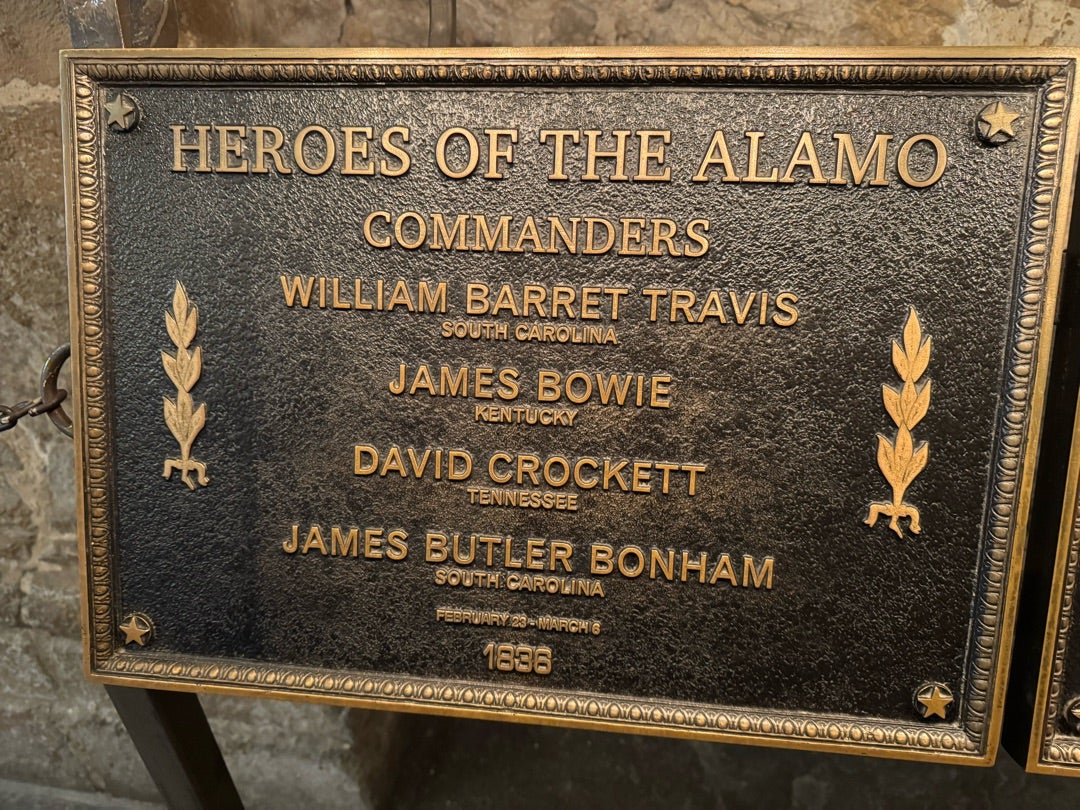 HEROES OF THE ALAMO
COMMANDERS
WILLIAM BARRET TRAVIS
SOUTH CAROLINA
JAMES BOWIE
KENTUCKY
DAVID CROCKETT
TENNESSEE
JAMES BUTLER BONHAM
SOUTH CAROLINA
FEBRUARY 23 - MARCH 6
1836